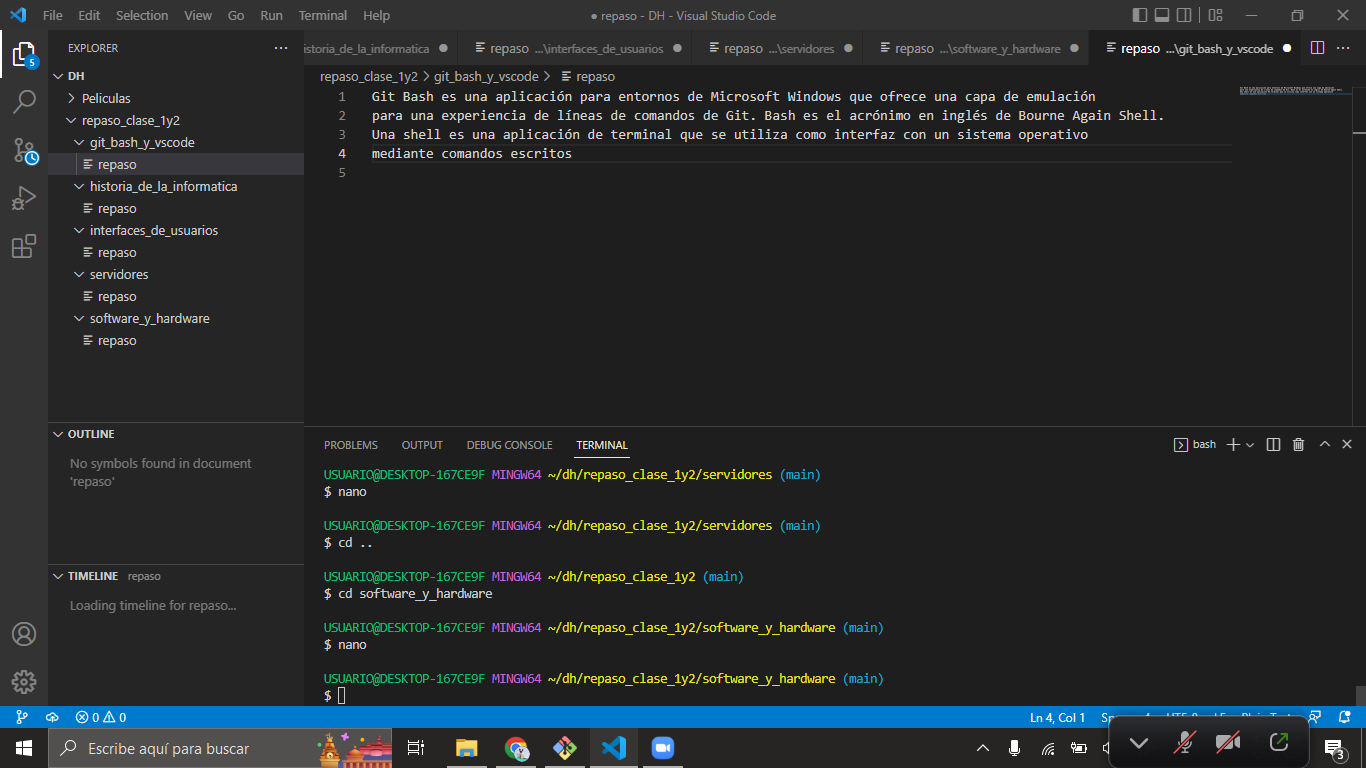 File Edit Selection View Go Run Terminal Help
● repaso - DH - Visual Studio Code
EXPLORER ···
istoria_de_la_informatica ●
repaso ...\interfaces_de_usuarios ●
repaso ...\servidores ●
repaso ...\software_y_hardware ●
repaso ...\git_bash_y_vscode ●
repaso_clase_1y2 > git_bash_y_vscode > repaso
5
DH
Peliculas
repaso_clase_1y2
git_bash_y_vscode
repaso
historia_de_la_informatica
repaso
interfaces_de_usuarios
repaso
servidores
repaso
software_y_hardware
repaso
1 Git Bash es una aplicación para entornos de Microsoft Windows que ofrece una capa de emulación
2 para una experiencia de líneas de comandos de Git. Bash es el acrónimo en inglés de Bourne Again Shell.
3 Una shell es una aplicación de terminal que se utiliza como interfaz con un sistema operativo
4 mediante comandos escritos
5
OUTLINE
No symbols found in document
'repaso'
TIMELINE repaso
Loading timeline for repaso...
PROBLEMS OUTPUT DEBUG CONSOLE TERMINAL
bash
USUARIO@DESKTOP-167CE9F MINGW64 ~/dh/repaso_clase_1y2/servidores (main)
$ nano
USUARIO@DESKTOP-167CE9F MINGW64 ~/dh/repaso_clase_1y2/servidores (main)
$ cd ..
USUARIO@DESKTOP-167CE9F MINGW64 ~/dh/repaso_clase_1y2 (main)
$ cd software_y_hardware
USUARIO@DESKTOP-167CE9F MINGW64 ~/dh/repaso_clase_1y2/software_y_hardware (main)
$ nano
USUARIO@DESKTOP-167CE9F MINGW64 ~/dh/repaso_clase_1y2/software_y_hardware (main)
$
0 0
Ln 4, Col 1
Escribe aquí para buscar
3